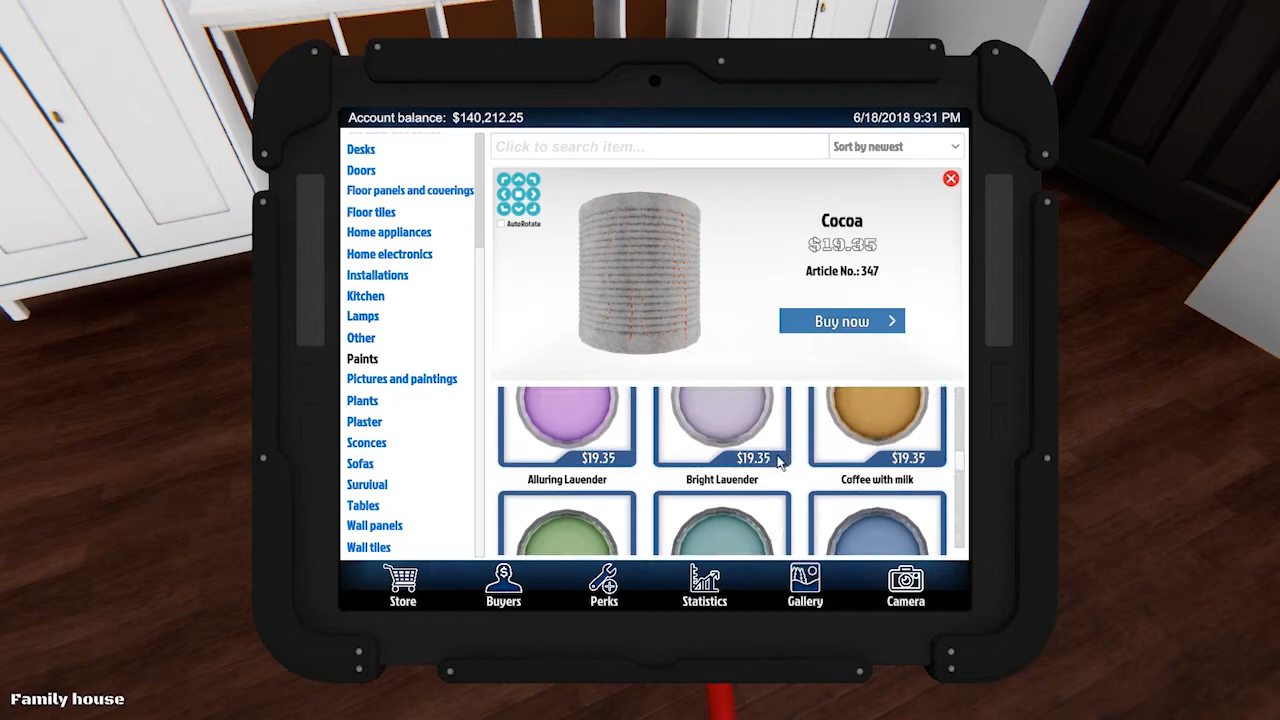 Account balance: $140,212.25
6/18/2018 9:31 PM
Desks
Doors
Floor panels and coverings
Floor tiles
Home appliances
Home electronics
Installations
Kitchen
Lamps
Other
Paints
Pictures and paintings
Plants
Plaster
Sconces
Sofas
Survival
Tables
Wall panels
Wall tiles
Click to search item...
Sort by newest
AutoRotate
Cocoa
$19.35
Article No.: 347
Buy now
$19.35
$19.35
$19.35
Alluring Lavender
Bright Lavender
Coffee with milk
Store
Buyers
Perks
Statistics
Gallery
Camera
Family house